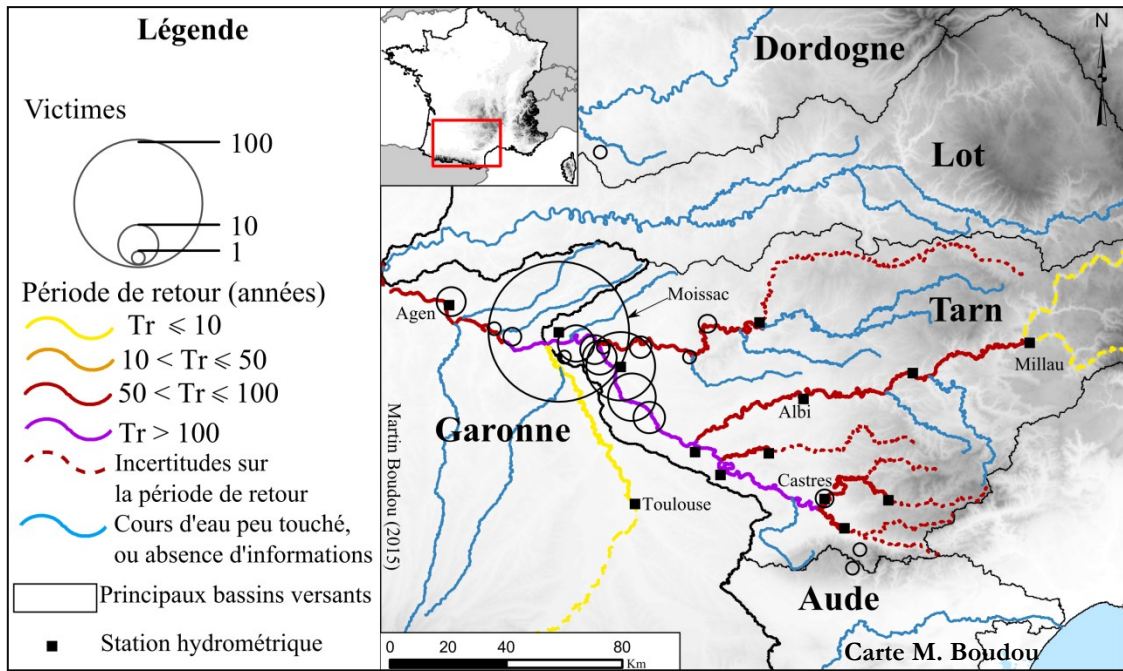 Légende
Victimes
100
10
1
Période de retour (années)
Tr ⩽ 10
10 < Tr ⩽ 50
50 < Tr ⩽ 100
Tr > 100
Incertitudes sur
la période de retour
Cours d'eau peu touché,
ou absence d'informations
Principaux bassins versants
Station hydrométrique
Martin Boudou (2015)
N
Dordogne
Lot
Moissac
Agen
Tarn
Millau
Albi
Garonne
Castres
Toulouse
Aude
0 20 40 80
Km
Carte M. Boudou